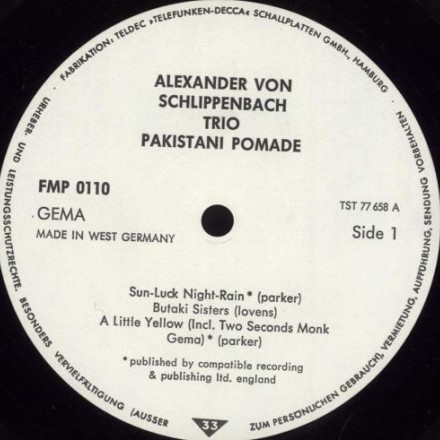 FABRIKATION: TELDEC »TELEFUNKEN-DECCA« SCHALLPLATTEN GMBH., HAMBURG ·
URHEBER- UND LEISTUNGSSCHUTZRECHTE, BESONDERS VERVIELFÄLTIGUNG (AUSSER ZUM PERSÖNLICHEN GEBRAUCH), VERMIETUNG, AUFFÜHRUNG, SENDUNG VORBEHALTEN ·
ALEXANDER VON
SCHLIPPENBACH
TRIO
PAKISTANI POMADE
FMP 0110
GEMA
MADE IN WEST GERMANY
TST 77 658 A
Side 1
Sun-Luck Night-Rain * (parker)
Butaki Sisters (lovens)
A Little Yellow (Incl. Two Seconds Monk
Gema) * (parker)
* published by compatible recording
& publishing ltd. england
33